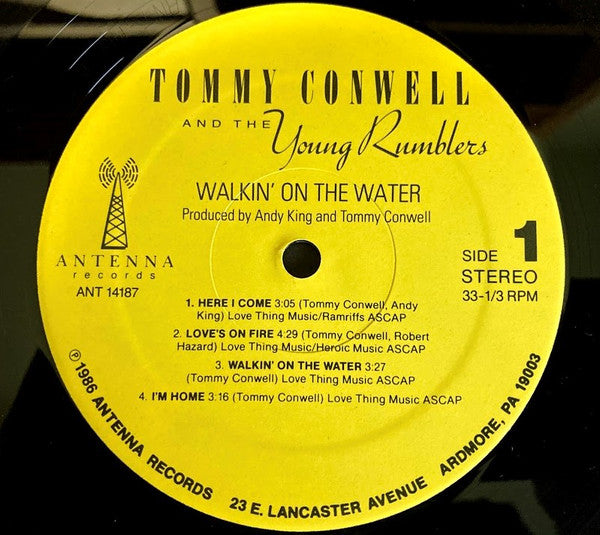 TOMMY CONWELL
AND THE Young Rumblers
WALKIN' ON THE WATER
Produced by Andy King and Tommy Conwell
ANTENNA
records
ANT 14187
SIDE 1
STEREO
33-1/3 RPM
1. HERE I COME 3:05 (Tommy Conwell, Andy
King) Love Thing Music/Ramriffs ASCAP
2. LOVE'S ON FIRE 4:29 (Tommy Conwell, Robert
Hazard) Love Thing Music/Heroic Music ASCAP
3. WALKIN' ON THE WATER 3:27
(Tommy Conwell) Love Thing Music ASCAP
4. I'M HOME 3:16 (Tommy Conwell) Love Thing Music ASCAP
℗ 1986 ANTENNA RECORDS 23 E. LANCASTER AVENUE ARDMORE, PA 19003